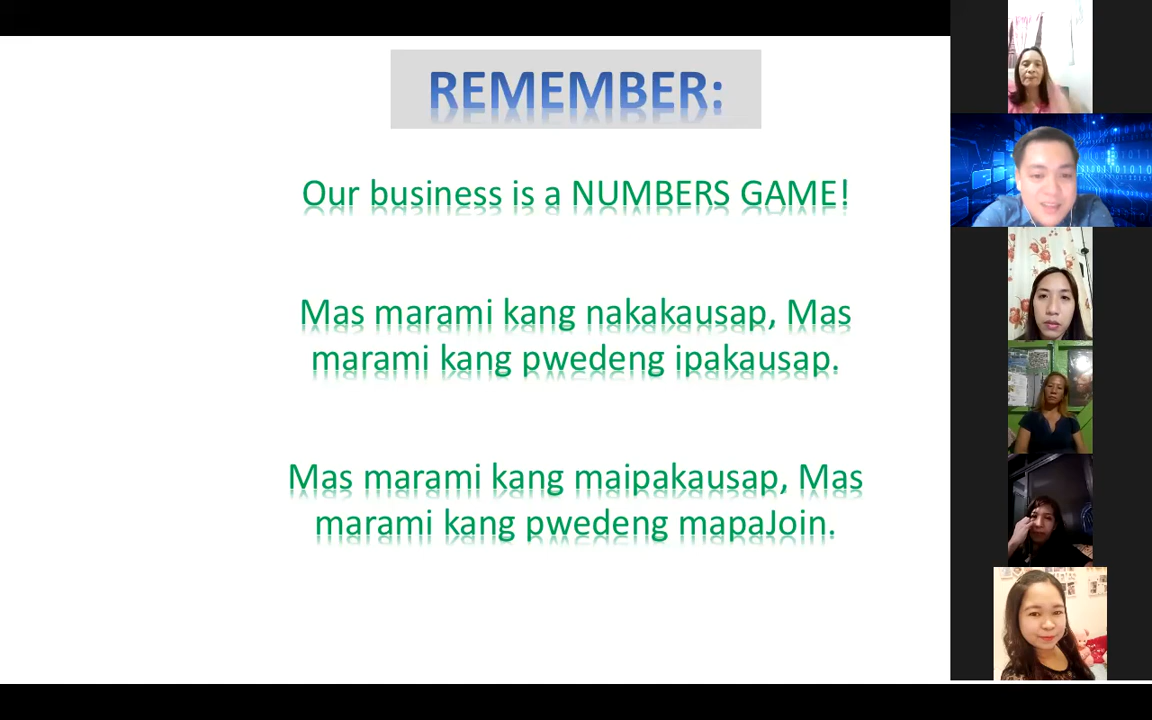 REMEMBER:
Our business is a NUMBERS GAME!
Mas marami kang nakakausap, Mas
marami kang pwedeng ipakausap.
Mas marami kang maipakausap, Mas
marami kang pwedeng mapaJoin.